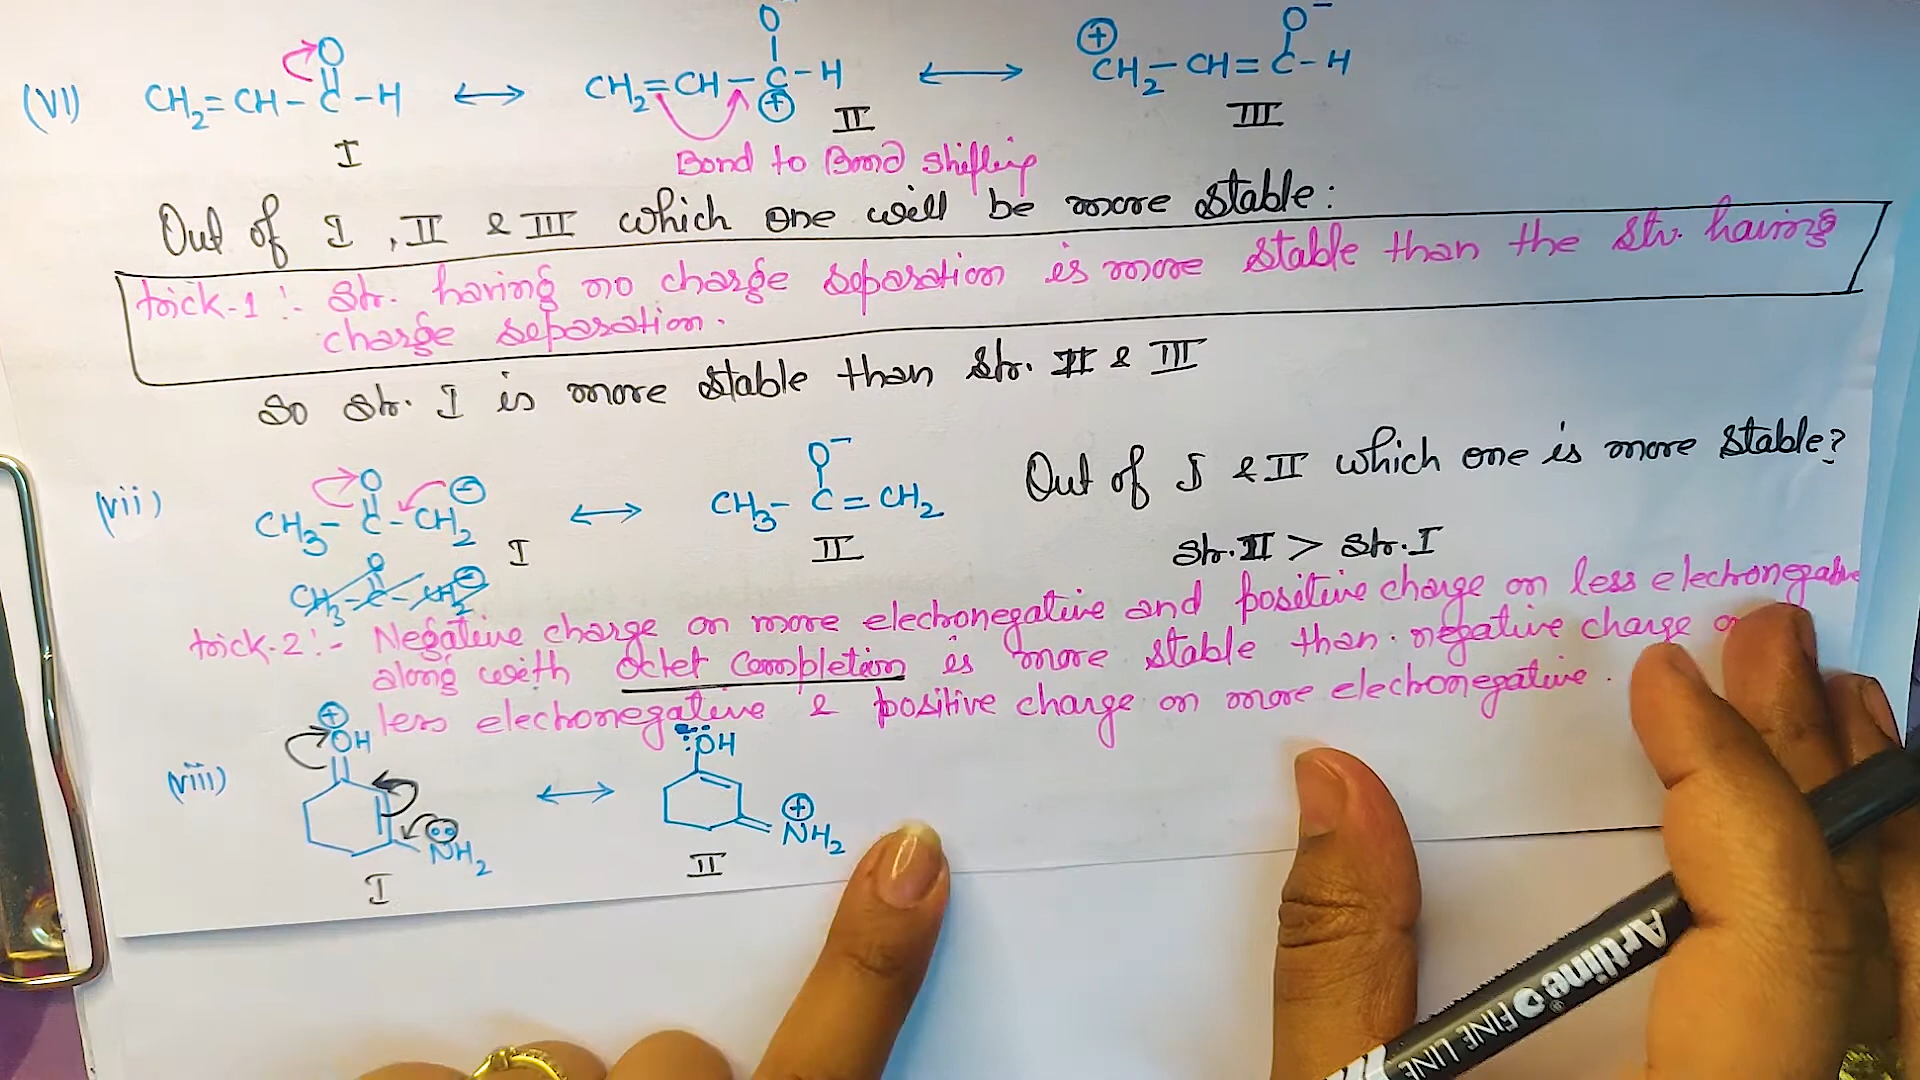 (VI) CH₂=CH-C(=O)-H ↔ CH₂=CH-C⊕(O⁻)-H ↔ ⊕CH₂-CH=C(O⁻)-H
I II III
Bond to Bond shifting
Out of I, II & III which one will be more stable:
trick-1:- Str. having no charge separation is more stable than the str. having
charge separation.
So str. I is more stable than str. II & III
(vii) CH₃-C(=O)-CH₂⊖ ↔ CH₃-C(O⁻)=CH₂ Out of I & II which one is more stable?
I II
Str. II > Str. I
trick-2:- Negative charge on more electronegative and positive charge on less electronegative
along with octet completion is more stable than negative charge
less electronegative & positive charge on more electronegative.
(viii) ⊕OH NH₂ ↔ OH ⊕NH₂
I II
Artline FINE LINE